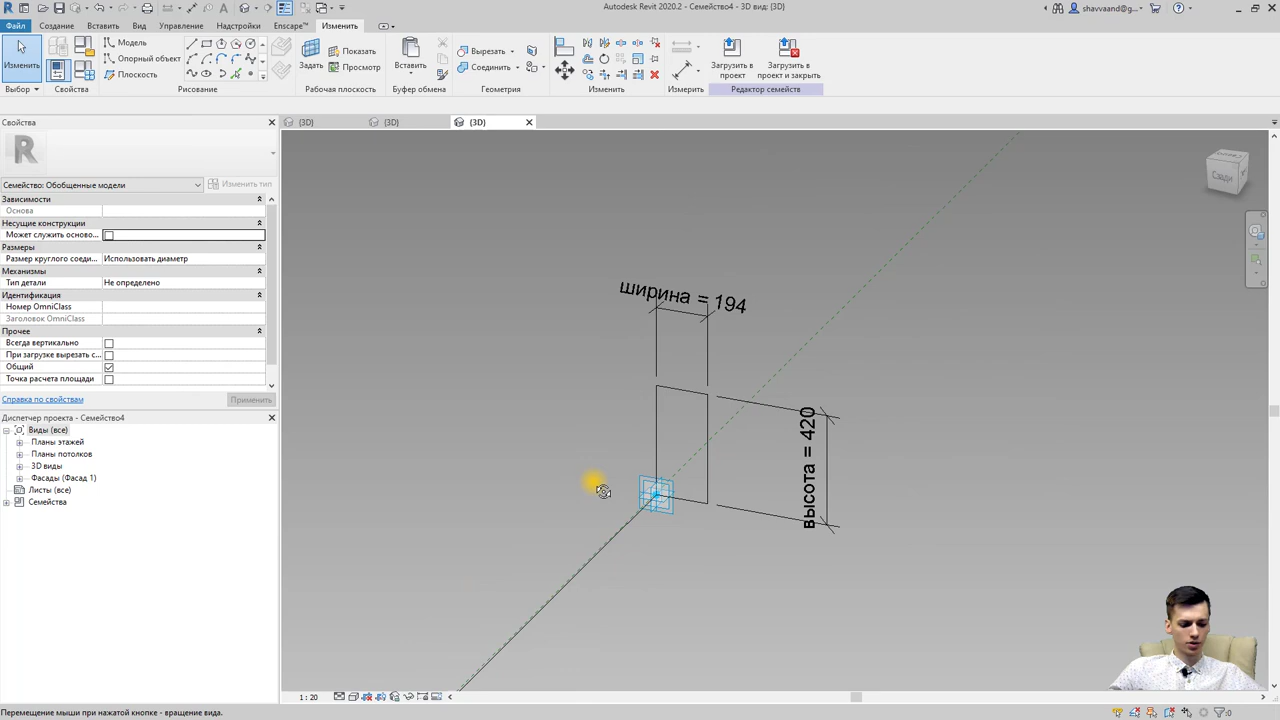 Autodesk Revit 2020.2 - Семейство4 - 3D вид: {3D}
shavvaand@g...
Файл
Создание
Вставить
Вид
Управление
Надстройки
Enscape™
Изменить
Изменить
Модель
Опорный объект
Плоскость
Задать
Показать
Просмотр
Вставить
Вырезать
Соединить
Загрузить в проект
Загрузить в проект и закрыть
Выбор
Свойства
Рисование
Рабочая плоскость
Буфер обмена
Геометрия
Изменить
Измерить
Редактор семейств
Свойства
{3D}
{3D}
{3D}
Семейство: Обобщенные модели
Изменить тип
Зависимости
Основа
Несущие конструкции
Может служить осново...
Размеры
Размер круглого соеди...
Использовать диаметр
Механизмы
Тип детали
Не определено
Идентификация
Номер OmniClass
Заголовок OmniClass
Прочее
Всегда вертикально
При загрузке вырезать с...
Общий
Точка расчета площади
Справка по свойствам
Применить
Диспетчер проекта - Семейство4
Виды (все)
Планы этажей
Планы потолков
3D виды
Фасады (Фасад 1)
Листы (все)
Семейства
ширина = 194
высота = 420
Сзади
1 : 20
Перемещение мыши при нажатой кнопке - вращение вида.
:0